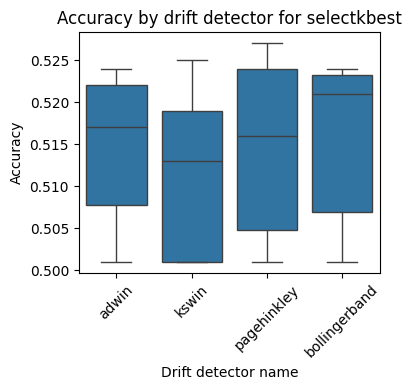 Accuracy by drift detector for selectkbest
Accuracy
0.525
0.520
0.515
0.510
0.505
0.500
adwin
kswin
pagehinkley
bollingerband
Drift detector name